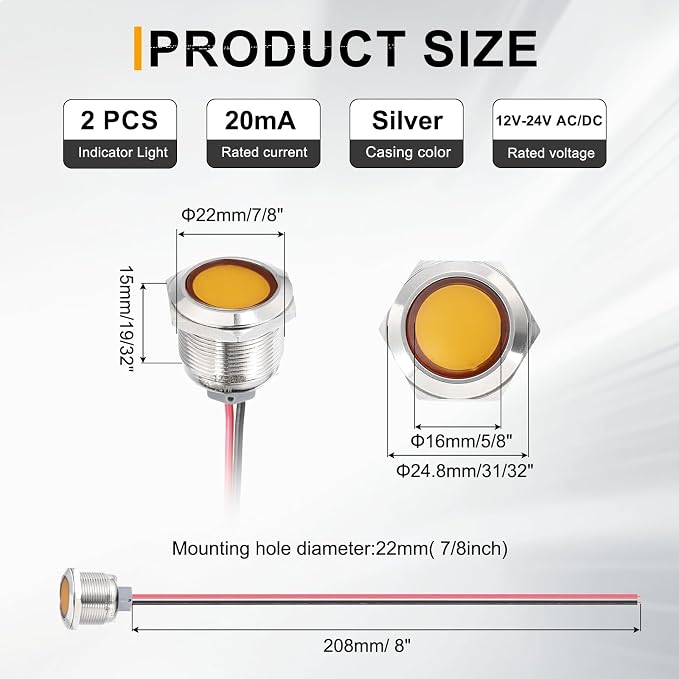 PRODUCT SIZE
2 PCS
Indicator Light
20mA
Rated current
Silver
Casing color
12V-24V AC/DC
Rated voltage
Φ22mm/7/8"
15mm/19/32"
Φ16mm/5/8"
Φ24.8mm/31/32"
Mounting hole diameter:22mm( 7/8inch)
208mm/ 8"